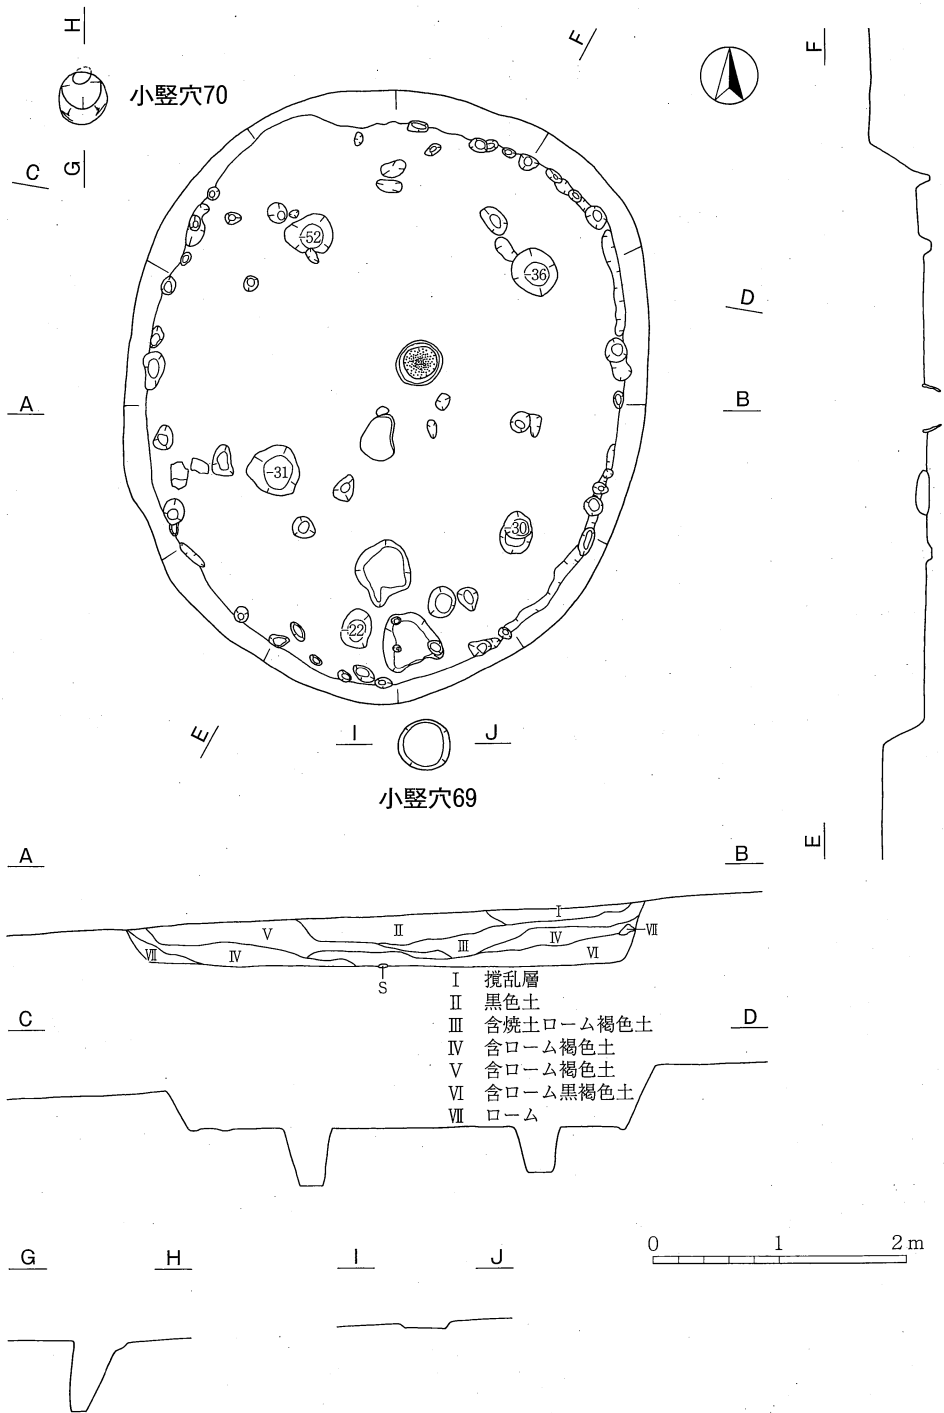 H
F
F
小竪穴70
C
G
-52
-36
D
A
B
-31
-30
-22
E
I
J
小竪穴69
E
A
B
I
II
V
III
IV
VII
VII
IV
VI
S
I 撹乱層
II 黒色土
III 含焼土ローム褐色土
IV 含ローム褐色土
V 含ローム褐色土
VI 含ローム黒褐色土
VII ローム
C
D
G
H
I
J
0
1
2m